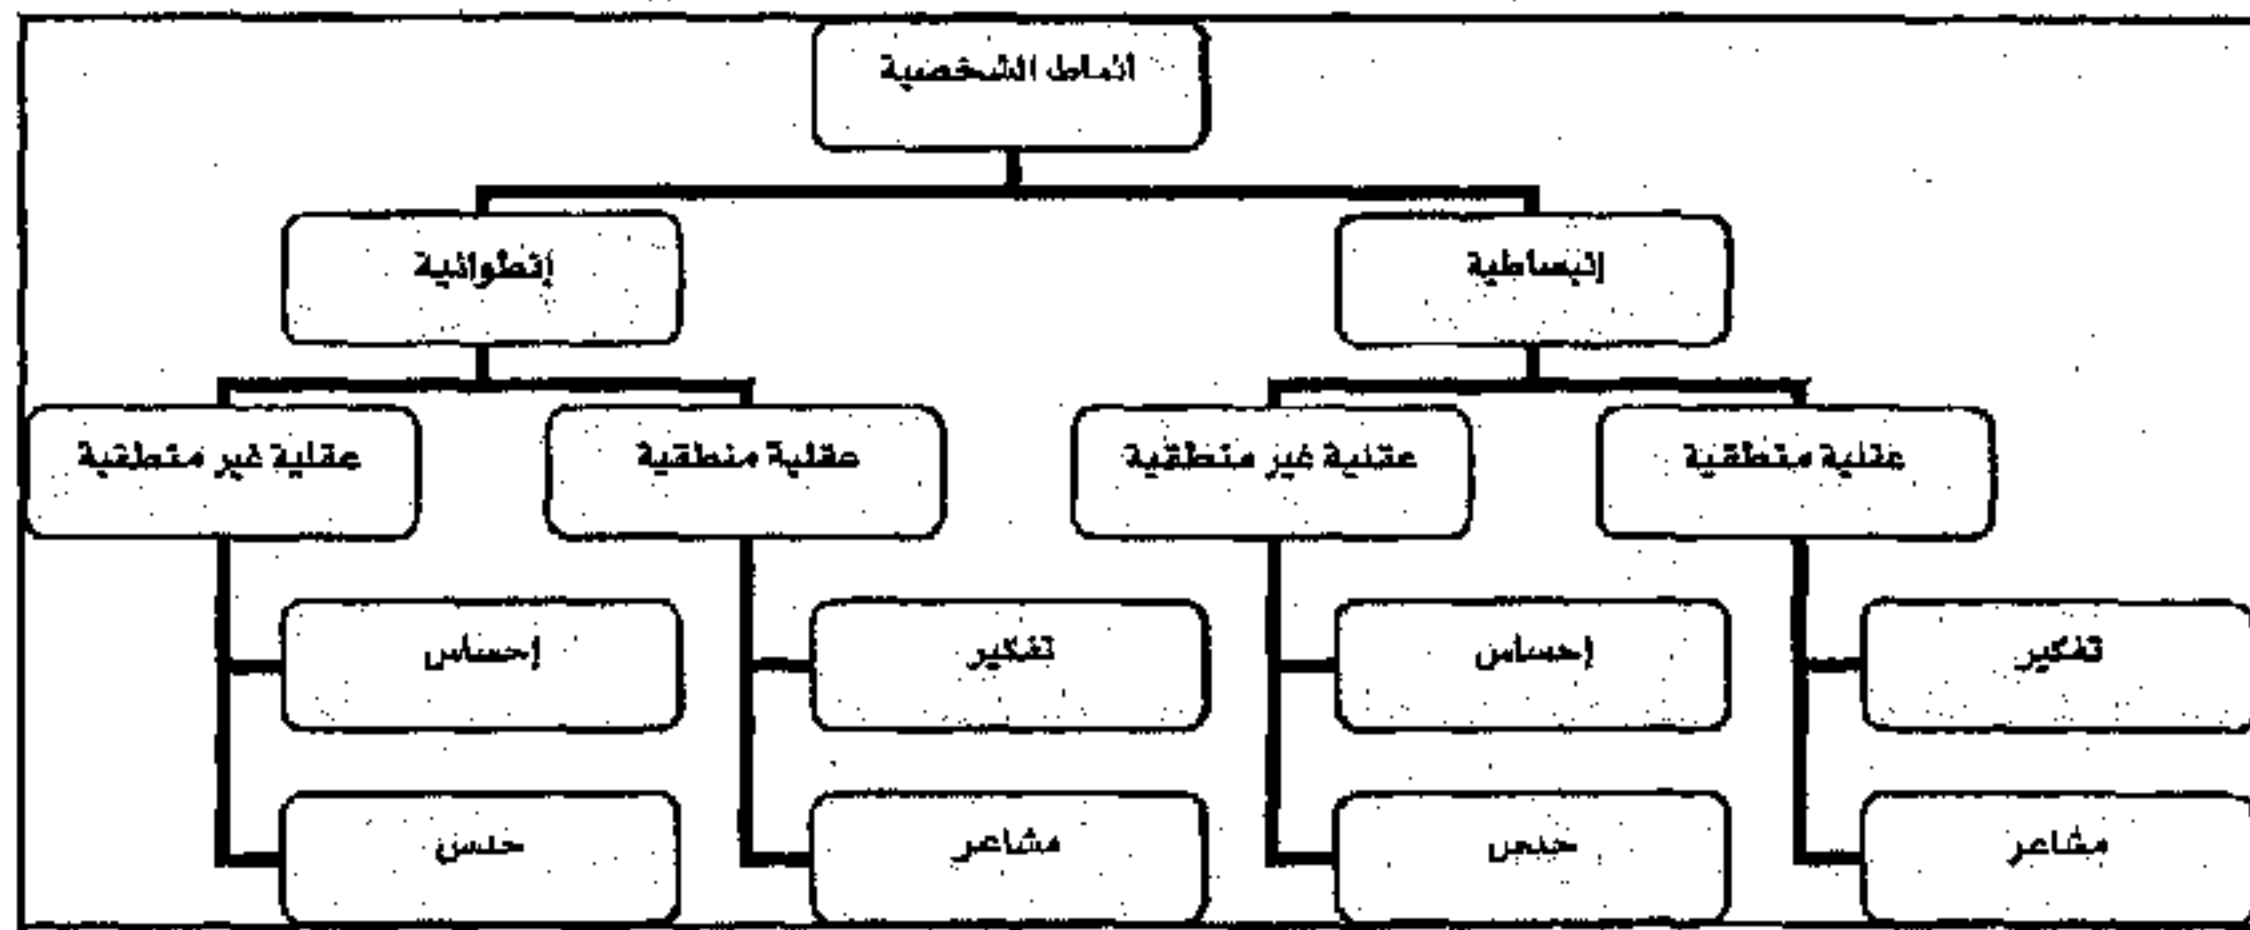 أنماط الشخصية
إنبساطية
إنطوائية
عقلية منطقية
عقلية غير منطقية
عقلية منطقية
عقلية غير منطقية
تفكير
إحساس
تفكير
إحساس
مشاعر
حدس
مشاعر
حدس